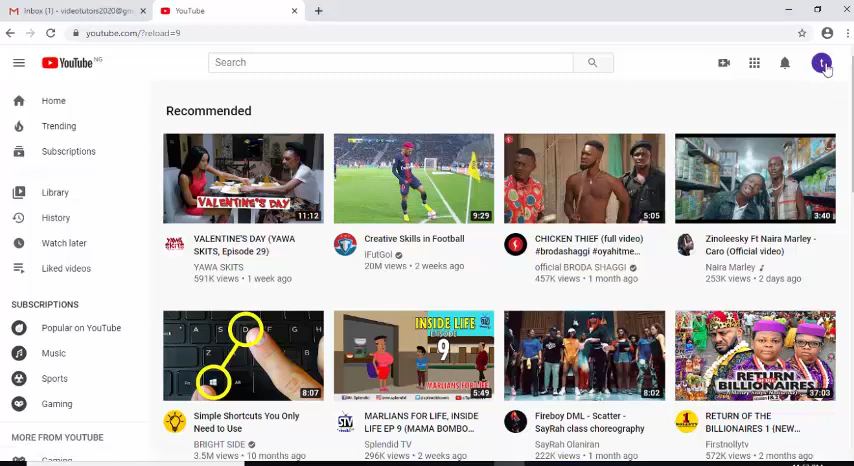 Inbox (1) - videotutors2020@gm
YouTube
youtube.com/?reload=9
YouTube NG
Search
t
Home
Trending
Subscriptions
Library
History
Watch later
Liked videos
SUBSCRIPTIONS
Popular on YouTube
Music
Sports
Gaming
MORE FROM YOUTUBE
Gaming
Recommended
VALENTINE'S DAY
11:12
9:29
5:05
3:40
VALENTINE'S DAY (YAWA
SKITS, Episode 29)
YAWA SKITS
591K views • 1 week ago
Creative Skills in Football
iFutGol
20M views • 2 weeks ago
CHICKEN THIEF (full video)
#brodashaggi #oyahitme...
official BRODA SHAGGI
457K views • 1 month ago
Zinoleesky Ft Naira Marley -
Caro (Official video)
Naira Marley
253K views • 2 days ago
A S D F G H
Z
8:07
INSIDE LIFE
EPISODE
9
MARLIANS FOR LIFE
5:49
8:02
RETURN OF THE
BILLIONAIRES
37:03
Simple Shortcuts You Only
Need to Use
BRIGHT SIDE
3.5M views • 10 months ago
MARLIANS FOR LIFE, INSIDE
LIFE EP 9 (MAMA BOMBO...
Splendid TV
296K views • 2 weeks ago
Fireboy DML - Scatter -
SayRah class choreography
SayRah Olaniran
222K views • 1 month ago
RETURN OF THE
BILLIONAIRES 1 (NEW...
Firstnollytv
572K views • 2 months ago